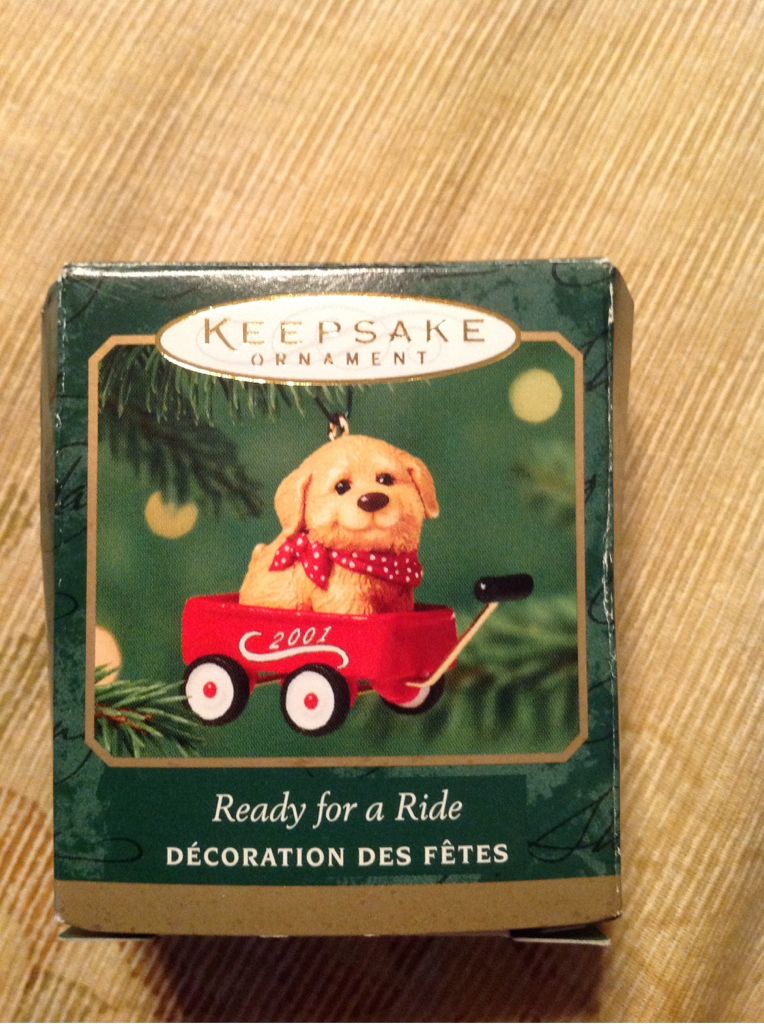 KEEPSAKE
ORNAMENT
2001
Ready for a Ride
DÉCORATION DES FÊTES